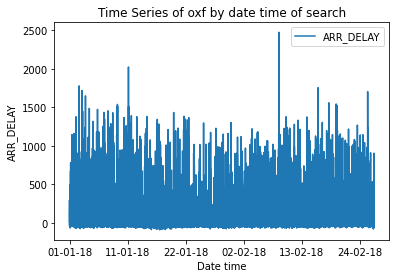 Time Series of oxf by date time of search
ARR_DELAY
2500
2000
1500
1000
500
0
ARR_DELAY
01-01-18 11-01-18 22-01-18 02-02-18 13-02-18 24-02-18
Date time